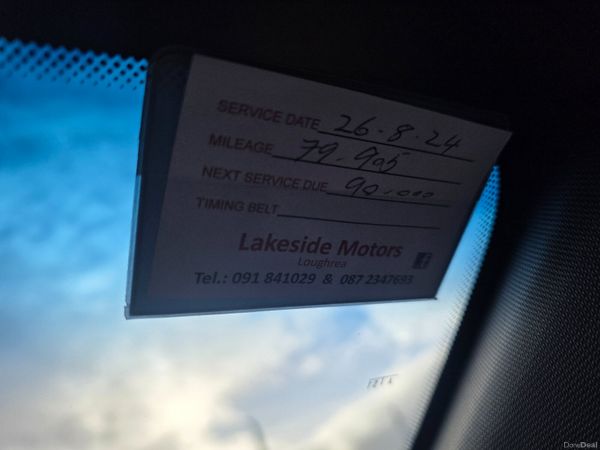 SERVICE DATE 26.8.24
MILEAGE 79.905
NEXT SERVICE DUE 90.000
TIMING BELT
Lakeside Motors
Loughrea
Tel.: 091 841029 & 087 2347693
DoneDeal